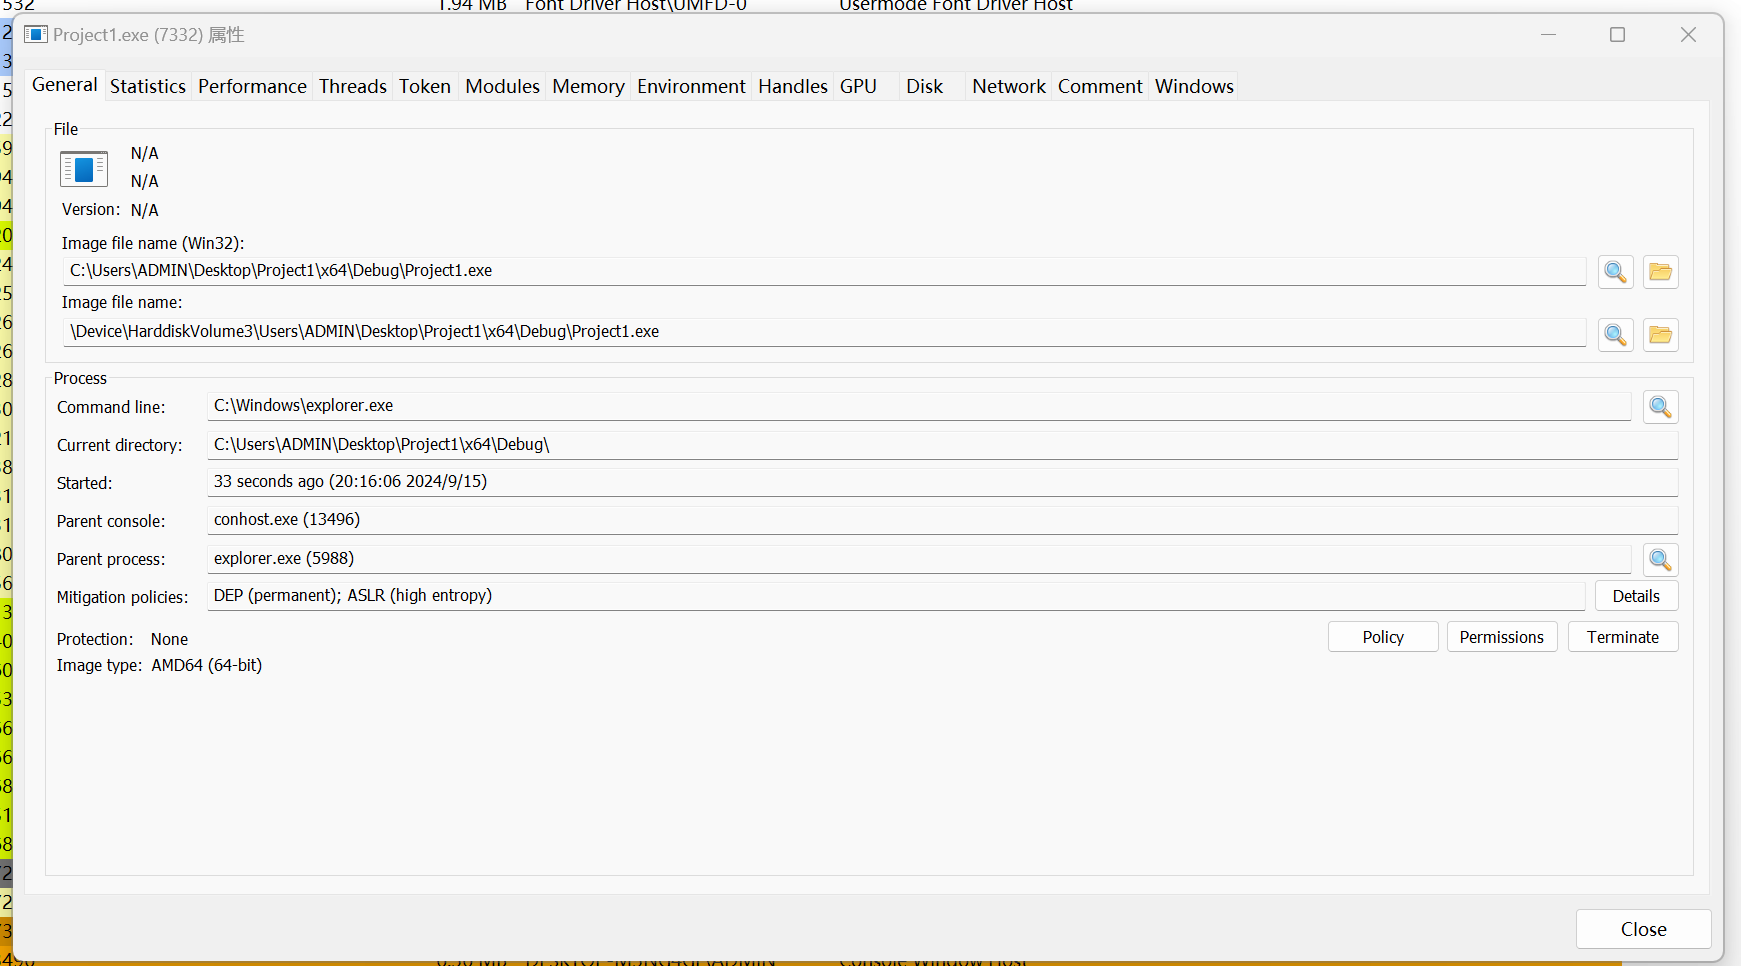 532 1.94 MB Font Driver Host\UMFD-0 Usermode Font Driver Host
Project1.exe (7332) 属性
General Statistics Performance Threads Token Modules Memory Environment Handles GPU Disk Network Comment Windows
File
N/A
N/A
Version: N/A
Image file name (Win32):
C:\Users\ADMIN\Desktop\Project1\x64\Debug\Project1.exe
Image file name:
\Device\HarddiskVolume3\Users\ADMIN\Desktop\Project1\x64\Debug\Project1.exe
Process
Command line: C:\Windows\explorer.exe
Current directory: C:\Users\ADMIN\Desktop\Project1\x64\Debug\
Started: 33 seconds ago (20:16:06 2024/9/15)
Parent console: conhost.exe (13496)
Parent process: explorer.exe (5988)
Mitigation policies: DEP (permanent); ASLR (high entropy) Details
Protection: None Policy Permissions Terminate
Image type: AMD64 (64-bit)
Close
Console Window Host